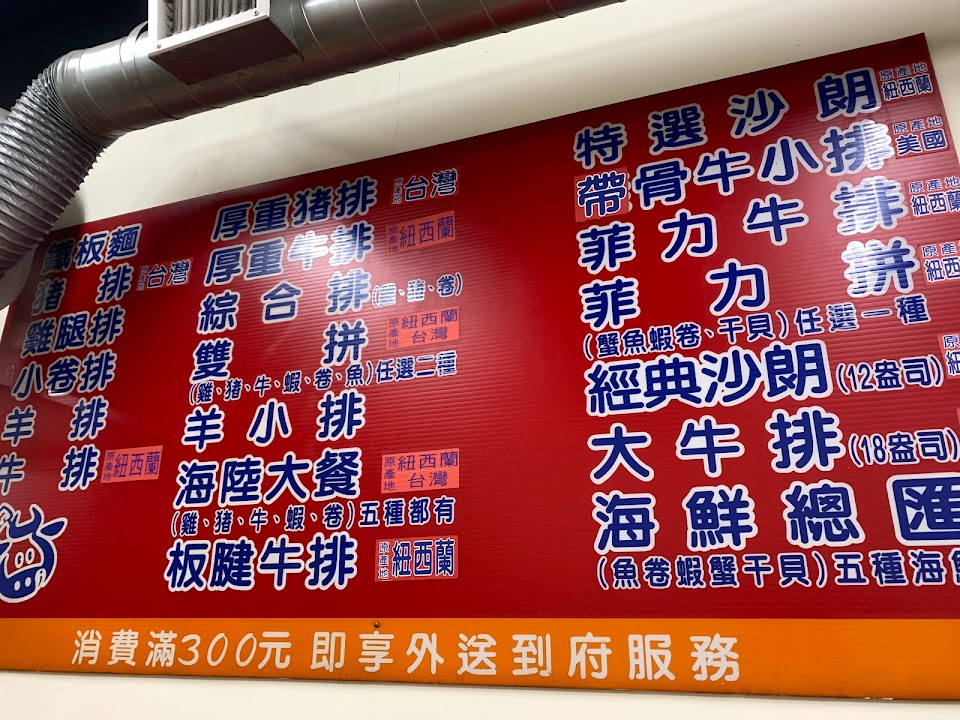 鐵板麵
豬排 原產地 台灣
雞腿排
小卷排
羊排
牛排 原產地 紐西蘭
厚重豬排 原產地 台灣
厚重牛排 原產地 紐西蘭
綜合排(雞、豬、卷)
雙拼 原產地 紐西蘭 台灣
(雞、豬、牛、蝦、卷、魚)任選二種
羊小排
海陸大餐 原產地 紐西蘭 台灣
(雞、豬、牛、蝦、卷)五種都有
板腱牛排 原產地 紐西蘭
特選沙朗 原產地 紐西蘭
帶骨牛小排 原產地 美國
菲力牛排 原產地 紐西蘭
菲力拼 原產地 紐西
(蟹魚蝦卷、干貝)任選一種
經典沙朗(12盎司)
大牛排(18盎司)
海鮮總匯
(魚卷蝦蟹干貝)五種海
消費滿300元 即享外送到府服務